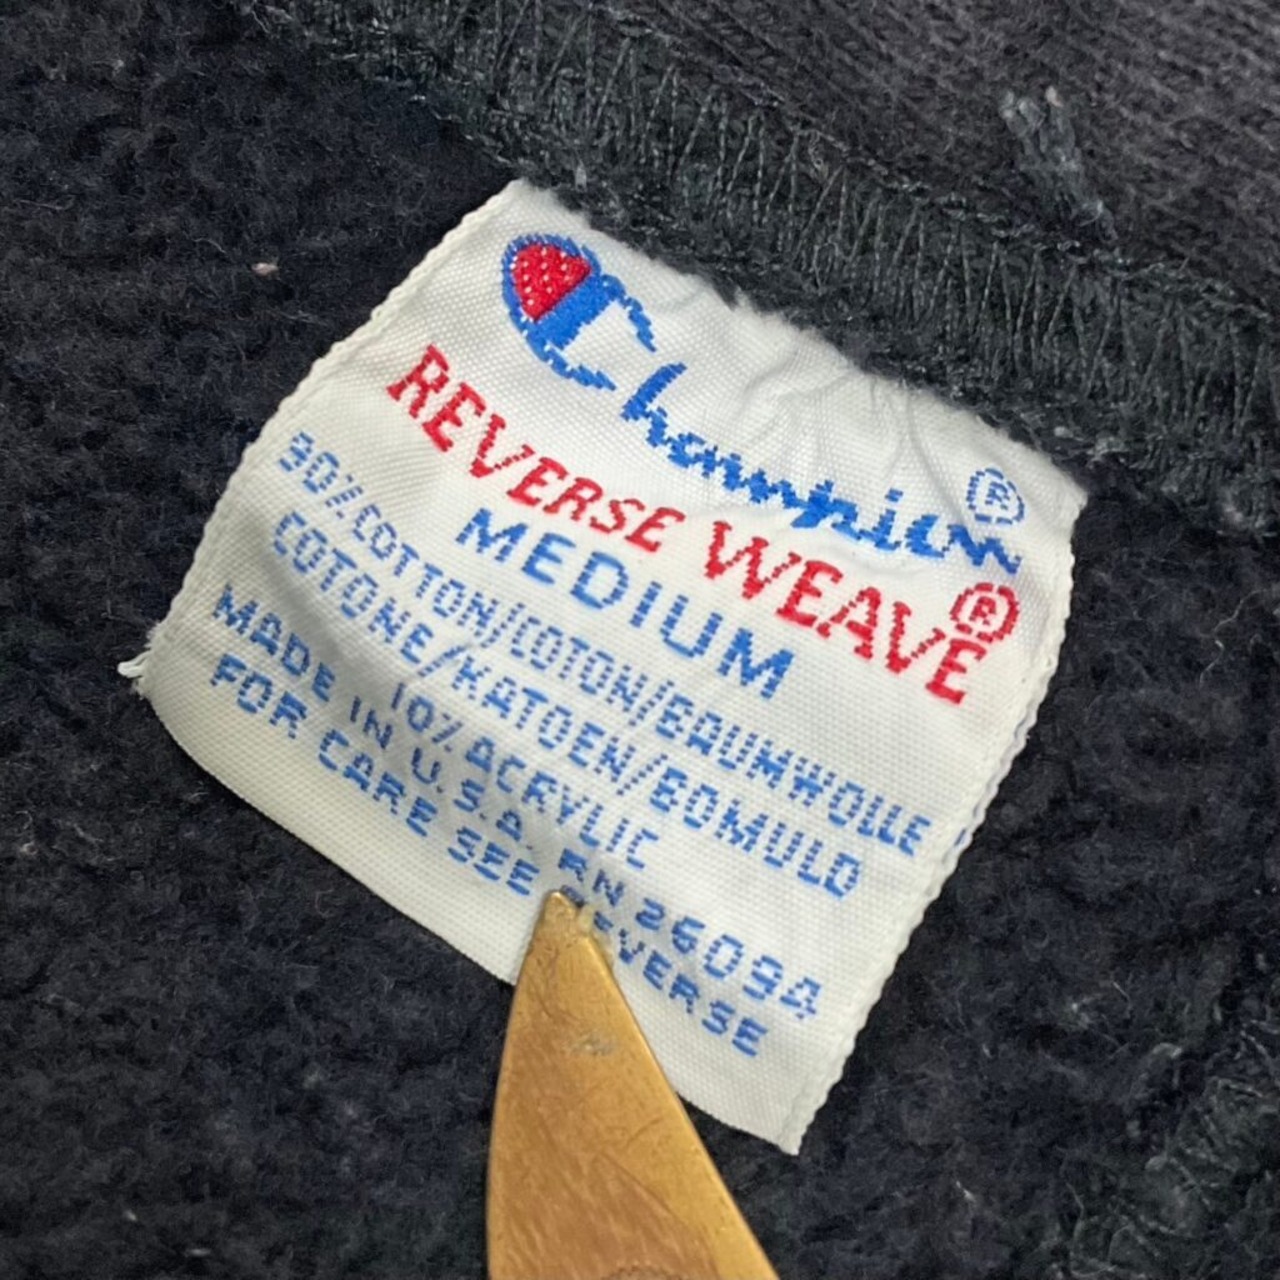 Champion®
REVERSE WEAVE®
MEDIUM
90%COTTON/COTON/BAUMWOLLE
COTONE/KATOEN/BOMULD
10% ACRYLIC
MADE IN U.S.A. RN 26094
FOR CARE SEE REVERSE